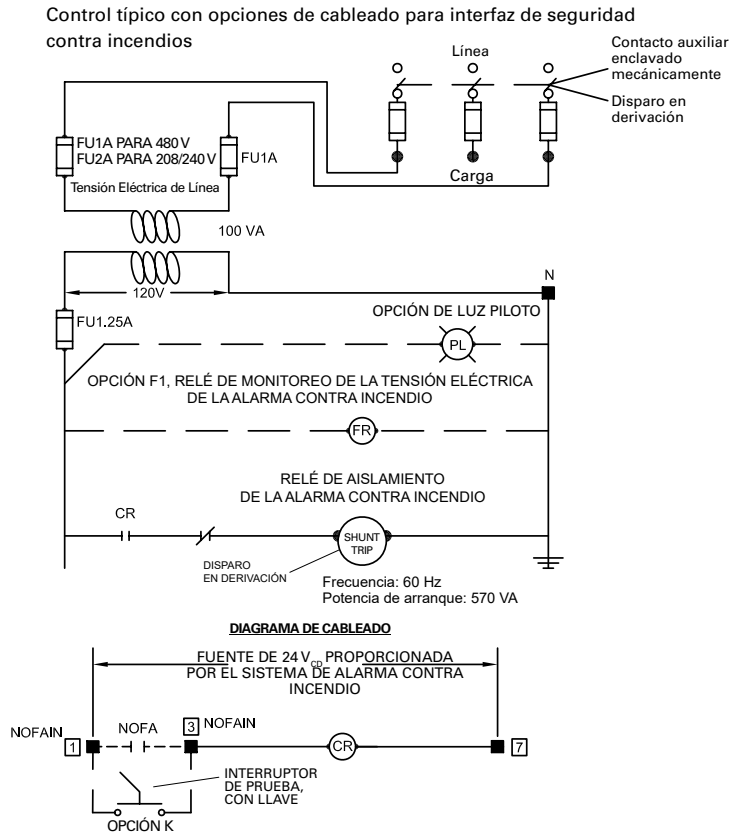 Control típico con opciones de cableado para interfaz de seguridad
contra incendios
Línea
Contacto auxiliar
enclavado
mecánicamente
Disparo en
derivación
FU1A PARA 480 V
FU2A PARA 208/240 V
FU1A
Tensión Eléctrica de Línea
Carga
100 VA
120V
N
FU1.25A
OPCIÓN DE LUZ PILOTO
PL
OPCIÓN F1, RELÉ DE MONITOREO DE LA TENSIÓN ELÉCTRICA
DE LA ALARMA CONTRA INCENDIO
FR
RELÉ DE AISLAMIENTO
DE LA ALARMA CONTRA INCENDIO
CR
SHUNT
TRIP
DISPARO
EN DERIVACIÓN
Frecuencia: 60 Hz
Potencia de arranque: 570 VA
DIAGRAMA DE CABLEADO
FUENTE DE 24 VCD PROPORCIONADA
POR EL SISTEMA DE ALARMA CONTRA
INCENDIO
NOFAIN
1
NOFA
3
NOFAIN
CR
7
INTERRUPTOR
DE PRUEBA,
CON LLAVE
OPCIÓN K